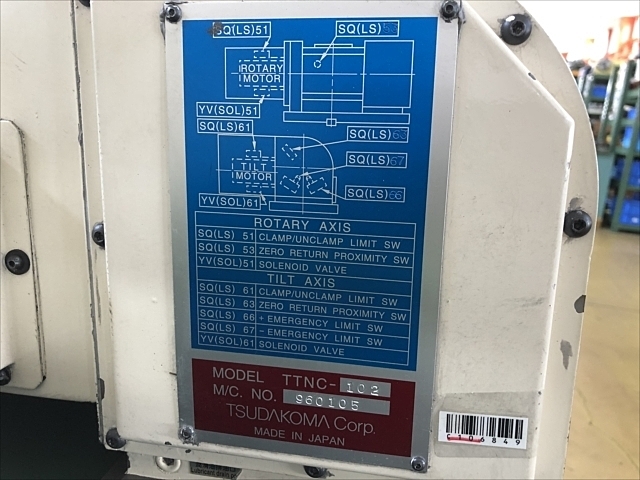 SQ(LS)51
SQ(LS)53
ROTARY
MOTOR
YV(SOL)51
SQ(LS)61
SQ(LS)63
TILT
MOTOR
SQ(LS)67
YV(SOL)61
SQ(LS)66
ROTARY AXIS
SQ(LS) 51 CLAMP/UNCLAMP LIMIT SW
SQ(LS) 53 ZERO RETURN PROXIMITY SW
YV(SOL)51 SOLENOID VALVE
TILT AXIS
SQ(LS) 61 CLAMP/UNCLAMP LIMIT SW
SQ(LS) 63 ZERO RETURN PROXIMITY SW
SQ(LS) 66 + EMERGENCY LIMIT SW
SQ(LS) 67 - EMERGENCY LIMIT SW
YV(SOL)61 SOLENOID VALVE
MODEL TTNC-102
M/C. NO. 960105
TSUDAKOMA Corp.
MADE IN JAPAN
C106849